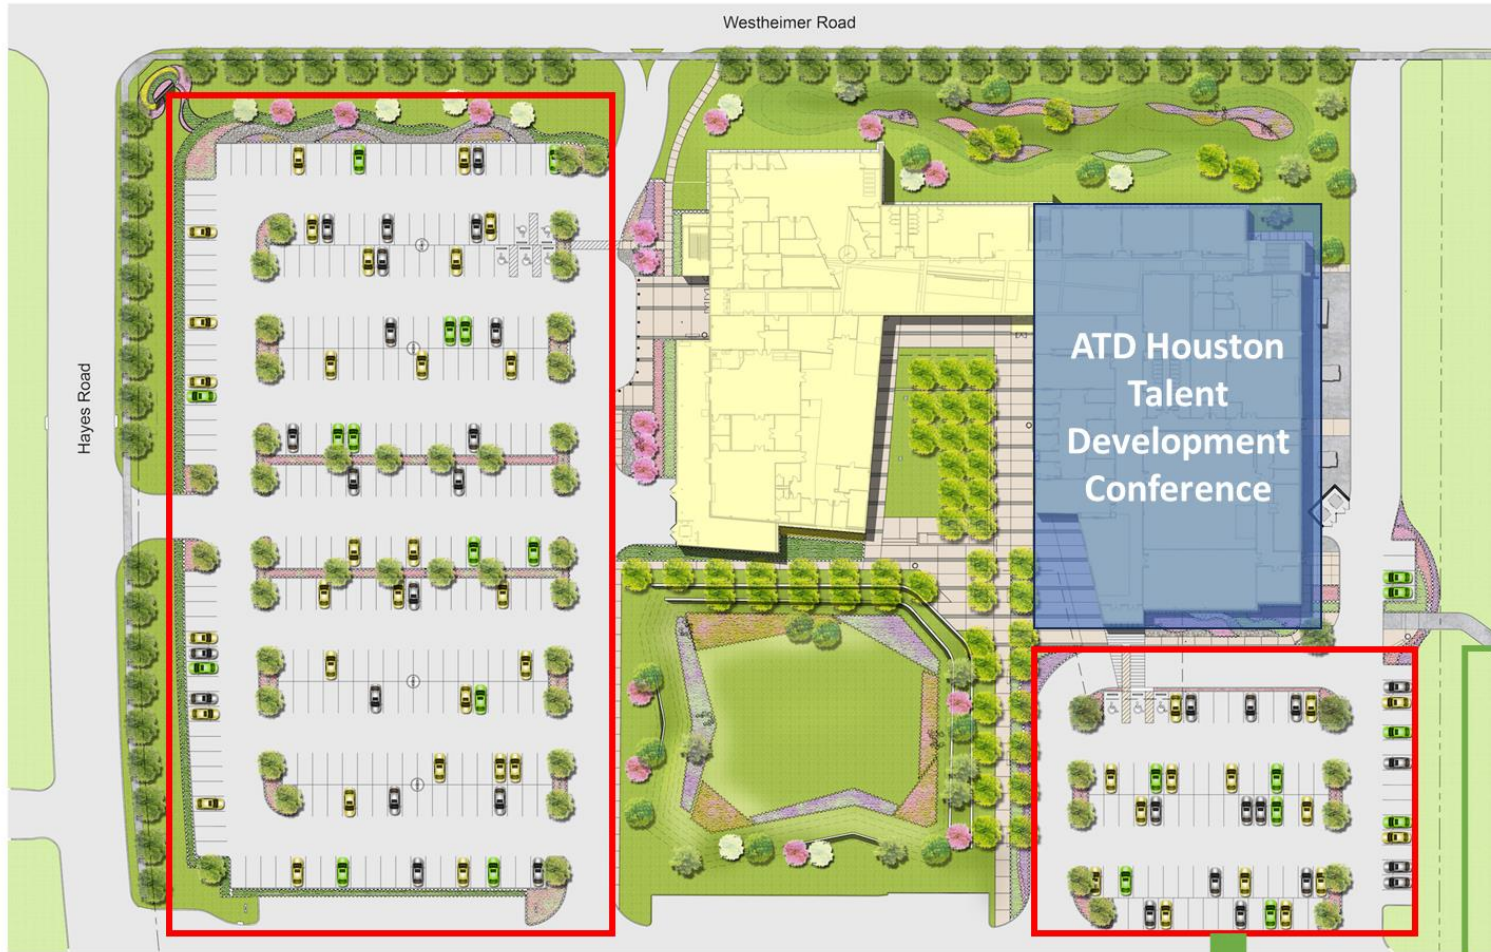 Westheimer Road
Hayes Road
ATD Houston
Talent
Development
Conference